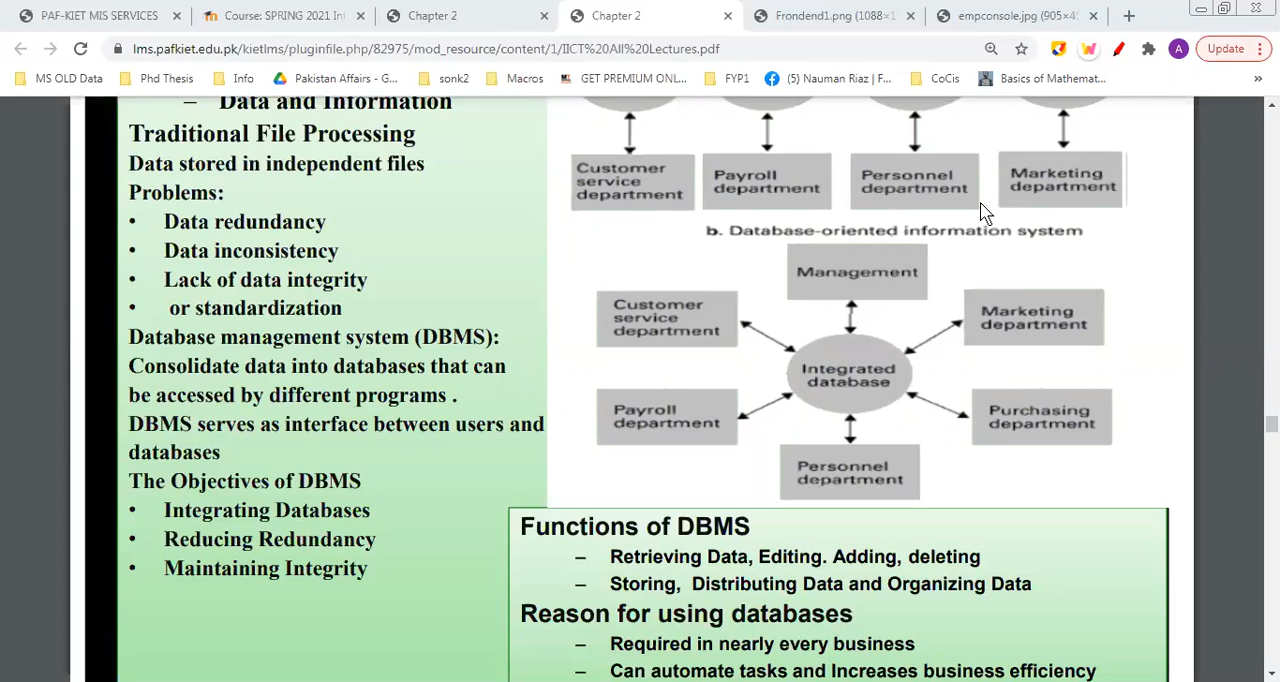 PAF-KIET MIS SERVICES
Course: SPRING 2021 Int
Chapter 2
Chapter 2
Frondend1.png (1088×1
empconsole.jpg (905×4
lms.pafkiet.edu.pk/kietlms/pluginfile.php/82975/mod_resource/content/1/IICT%20All%20Lectures.pdf
A
Update
MS OLD Data
Phd Thesis
Info
Pakistan Affairs - G...
sonk2
Macros
GET PREMIUM ONL...
FYP1
(5) Nauman Riaz | F...
CoCis
Basics of Mathemat...
»
– Data and Information
Traditional File Processing
Data stored in independent files
Problems:
• Data redundancy
• Data inconsistency
• Lack of data integrity
• or standardization
Database management system (DBMS):
Consolidate data into databases that can
be accessed by different programs .
DBMS serves as interface between users and
databases
The Objectives of DBMS
• Integrating Databases
• Reducing Redundancy
• Maintaining Integrity
Customer
service
department
Payroll
department
Personnel
department
Marketing
department
b. Database-oriented information system
Management
Customer
service
department
Marketing
department
Integrated
database
Payroll
department
Purchasing
department
Personnel
department
Functions of DBMS
– Retrieving Data, Editing. Adding, deleting
– Storing, Distributing Data and Organizing Data
Reason for using databases
– Required in nearly every business
– Can automate tasks and Increases business efficiency